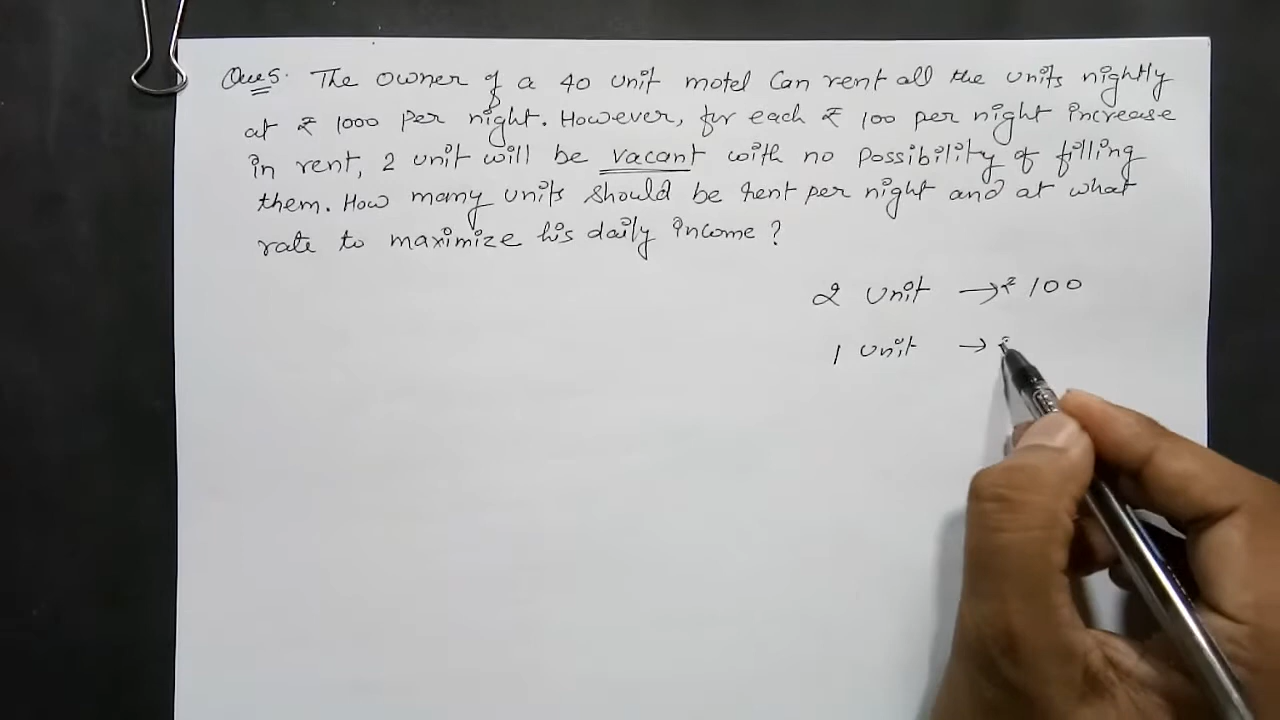 Ques. The owner of a 40 unit motel can rent all the units nightly
at ₹ 1000 per night. However, for each ₹ 100 per night increase
in rent, 2 unit will be vacant with no possibility of filling
them. How many units should be rent per night and at what
rate to maximize his daily income?
2 unit → ₹ 100
1 unit →